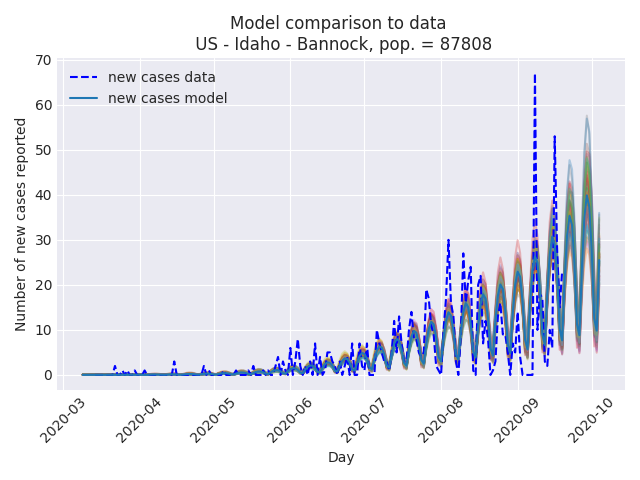 Model comparison to data
US - Idaho - Bannock, pop. = 87808
Number of new cases reported
70
60
50
40
30
20
10
0
new cases data
new cases model
2020-03
2020-04
2020-05
2020-06
2020-07
2020-08
2020-09
2020-10
Day